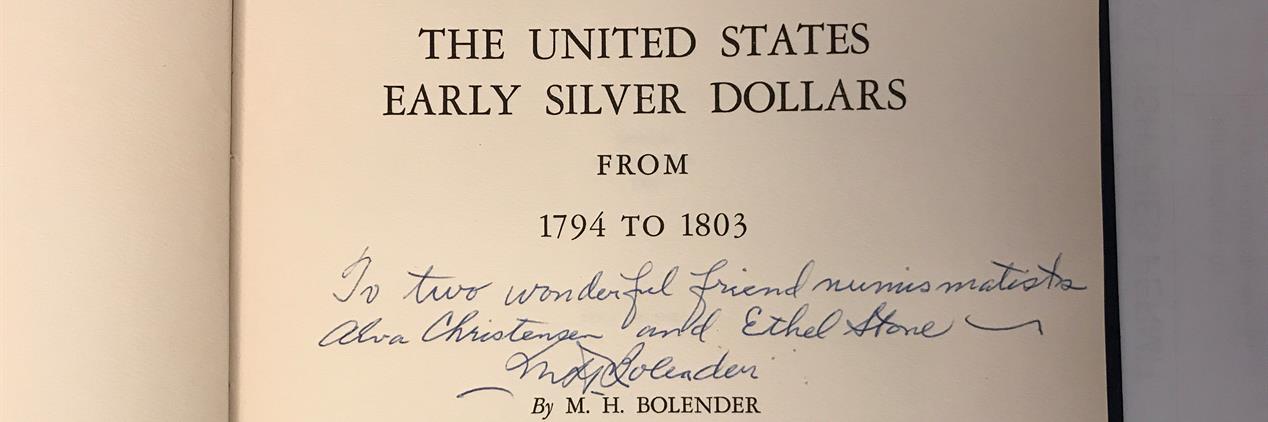 THE UNITED STATES
EARLY SILVER DOLLARS
FROM
1794 TO 1803
To two wonderful friend numismatists
Alva Christensen and Ethel Stone
M H Bolender
By M. H. BOLENDER